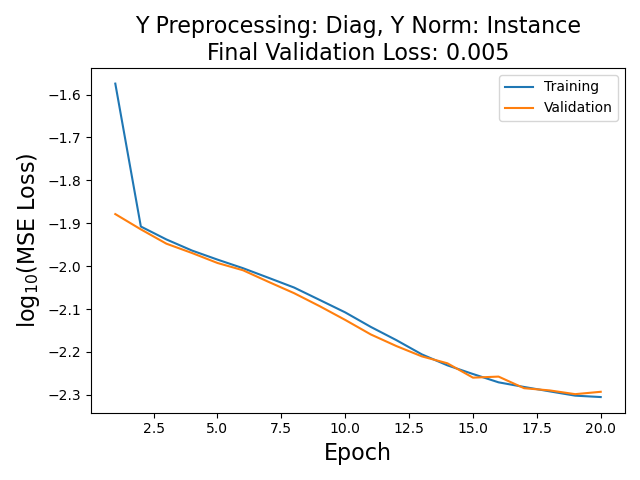 Y Preprocessing: Diag, Y Norm: Instance
Final Validation Loss: 0.005
Training
Validation
log₁₀(MSE Loss)
−1.6
−1.7
−1.8
−1.9
−2.0
−2.1
−2.2
−2.3
2.5 5.0 7.5 10.0 12.5 15.0 17.5 20.0
Epoch